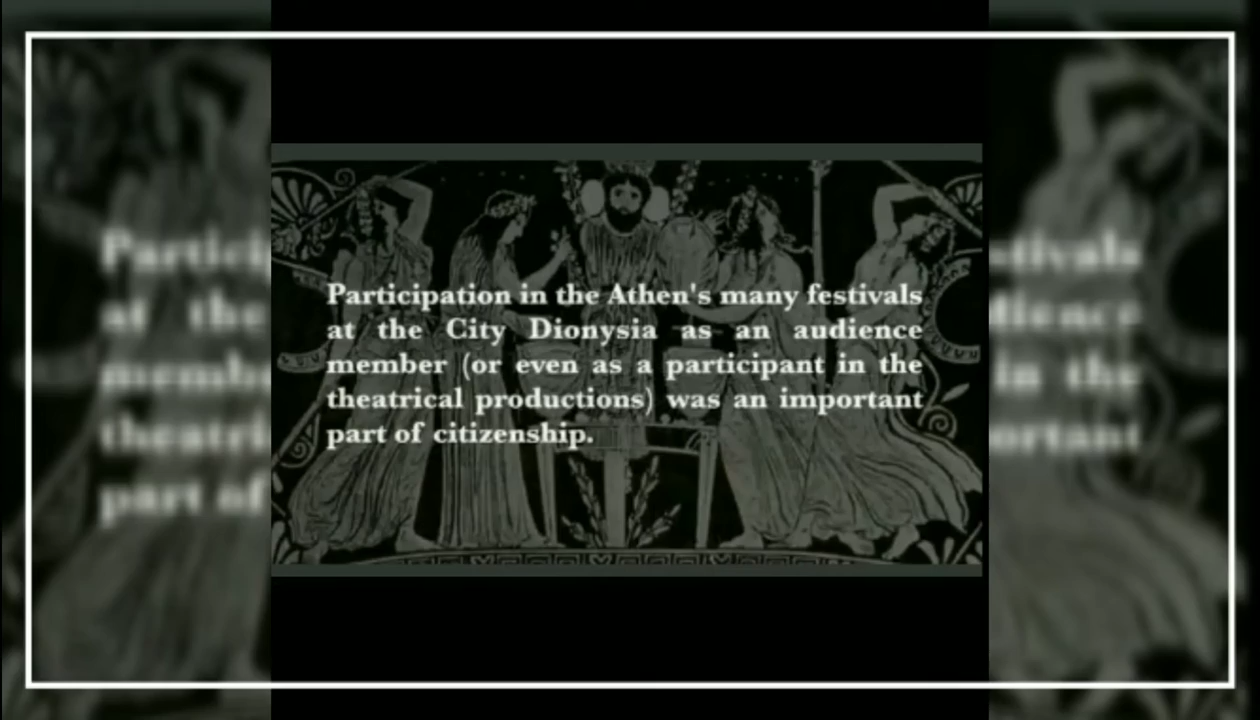 Participation in the Athen's many festivals
at the City Dionysia as an audience
member (or even as a participant in the
theatrical productions) was an important
part of citizenship.